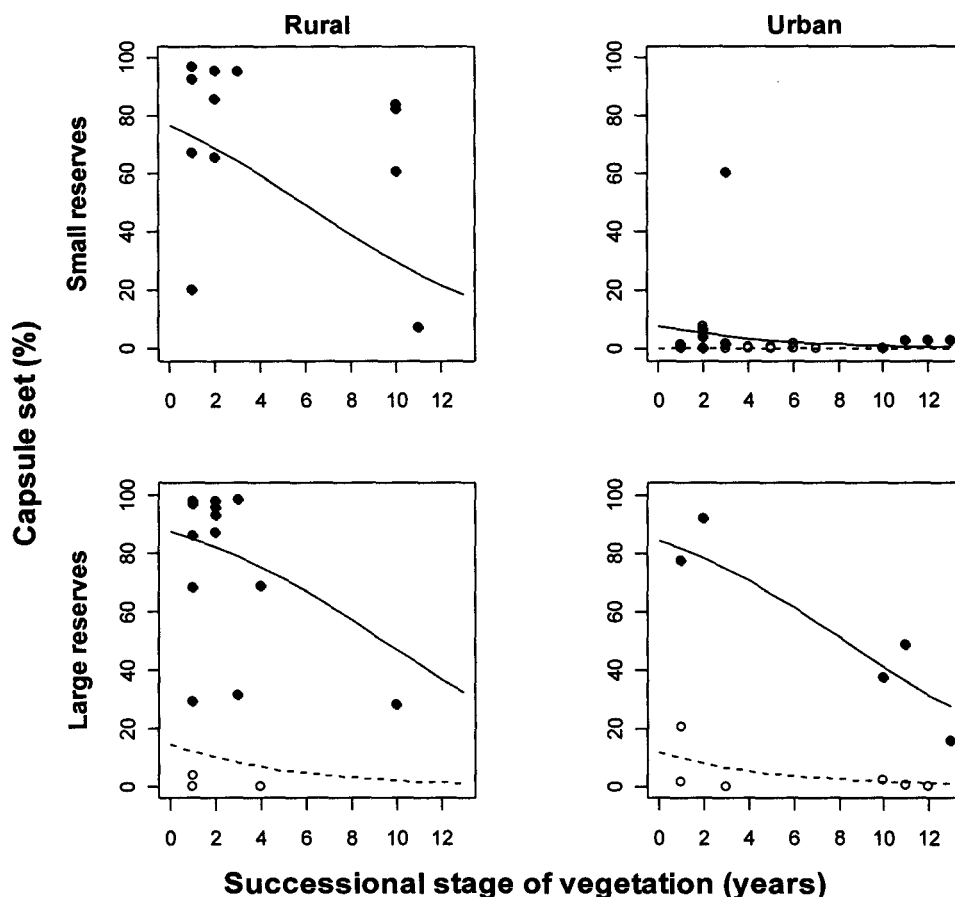 Rural Urban
Capsule set (%)
Small reserves
100
80
60
40
20
0
0 2 4 6 8 10 12
100
80
60
40
20
0
0 2 4 6 8 10 12
Large reserves
100
80
60
40
20
0
0 2 4 6 8 10 12
100
80
60
40
20
0
0 2 4 6 8 10 12
Successional stage of vegetation (years)